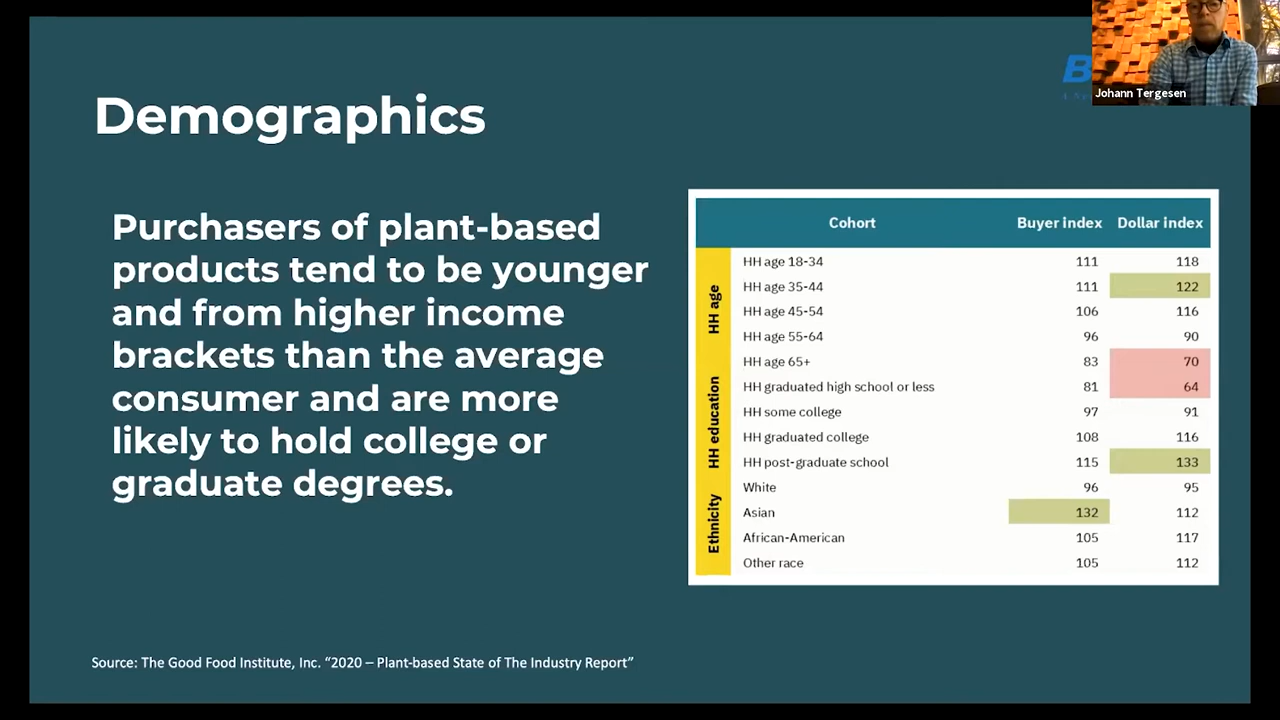 Johann Tergesen
Demographics
Purchasers of plant-based
products tend to be younger
and from higher income
brackets than the average
consumer and are more
likely to hold college or
graduate degrees.
Cohort Buyer index Dollar index
HH age
HH age 18-34 111 118
HH age 35-44 111 122
HH age 45-54 106 116
HH age 55-64 96 90
HH age 65+ 83 70
HH education
HH graduated high school or less 81 64
HH some college 97 91
HH graduated college 108 116
HH post-graduate school 115 133
Ethnicity
White 96 95
Asian 132 112
African-American 105 117
Other race 105 112
Source: The Good Food Institute, Inc. “2020 – Plant-based State of The Industry Report”